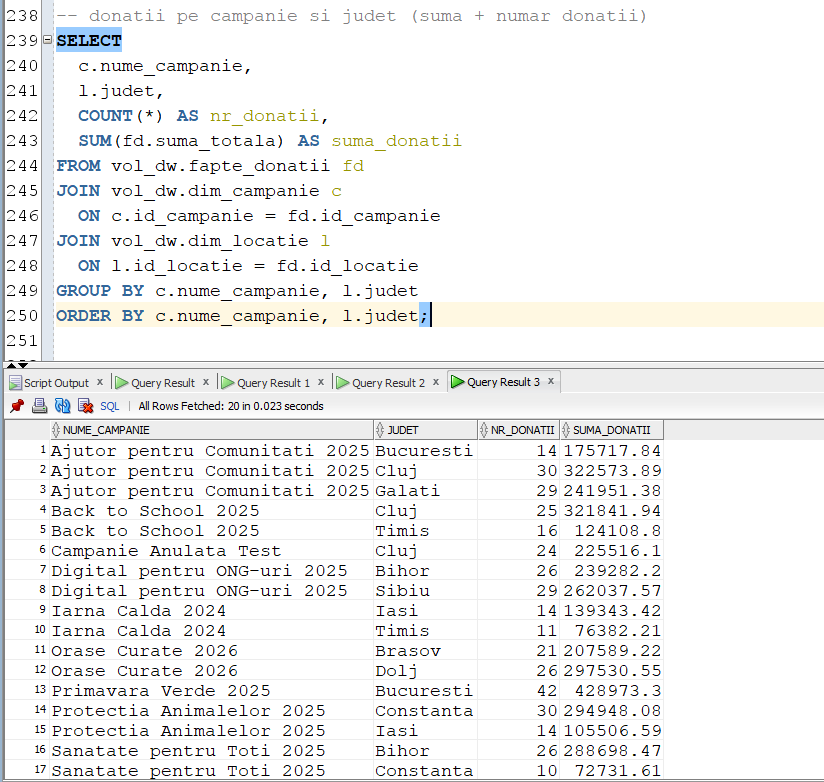 238 -- donatii pe campanie si judet (suma + numar donatii)
239 SELECT
240 c.nume_campanie,
241 l.judet,
242 COUNT(*) AS nr_donatii,
243 SUM(fd.suma_totala) AS suma_donatii
244 FROM vol_dw.fapte_donatii fd
245 JOIN vol_dw.dim_campanie c
246 ON c.id_campanie = fd.id_campanie
247 JOIN vol_dw.dim_locatie l
248 ON l.id_locatie = fd.id_locatie
249 GROUP BY c.nume_campanie, l.judet
250 ORDER BY c.nume_campanie, l.judet;
251
Script Output x Query Result x Query Result 1 x Query Result 2 x Query Result 3 x
SQL | All Rows Fetched: 20 in 0.023 seconds
NUME_CAMPANIE JUDET NR_DONATII SUMA_DONATII
1 Ajutor pentru Comunitati 2025 Bucuresti 14 175717.84
2 Ajutor pentru Comunitati 2025 Cluj 30 322573.89
3 Ajutor pentru Comunitati 2025 Galati 29 241951.38
4 Back to School 2025 Cluj 25 321841.94
5 Back to School 2025 Timis 16 124108.8
6 Campanie Anulata Test Cluj 24 225516.1
7 Digital pentru ONG-uri 2025 Bihor 26 239282.2
8 Digital pentru ONG-uri 2025 Sibiu 29 262037.57
9 Iarna Calda 2024 Iasi 14 139343.42
10 Iarna Calda 2024 Timis 11 76382.21
11 Orase Curate 2026 Brasov 21 207589.22
12 Orase Curate 2026 Dolj 26 297530.55
13 Primavara Verde 2025 Bucuresti 42 428973.3
14 Protectia Animalelor 2025 Constanta 30 294948.08
15 Protectia Animalelor 2025 Iasi 14 105506.59
16 Sanatate pentru Toti 2025 Bihor 26 288698.47
17 Sanatate pentru Toti 2025 Constanta 10 72731.61